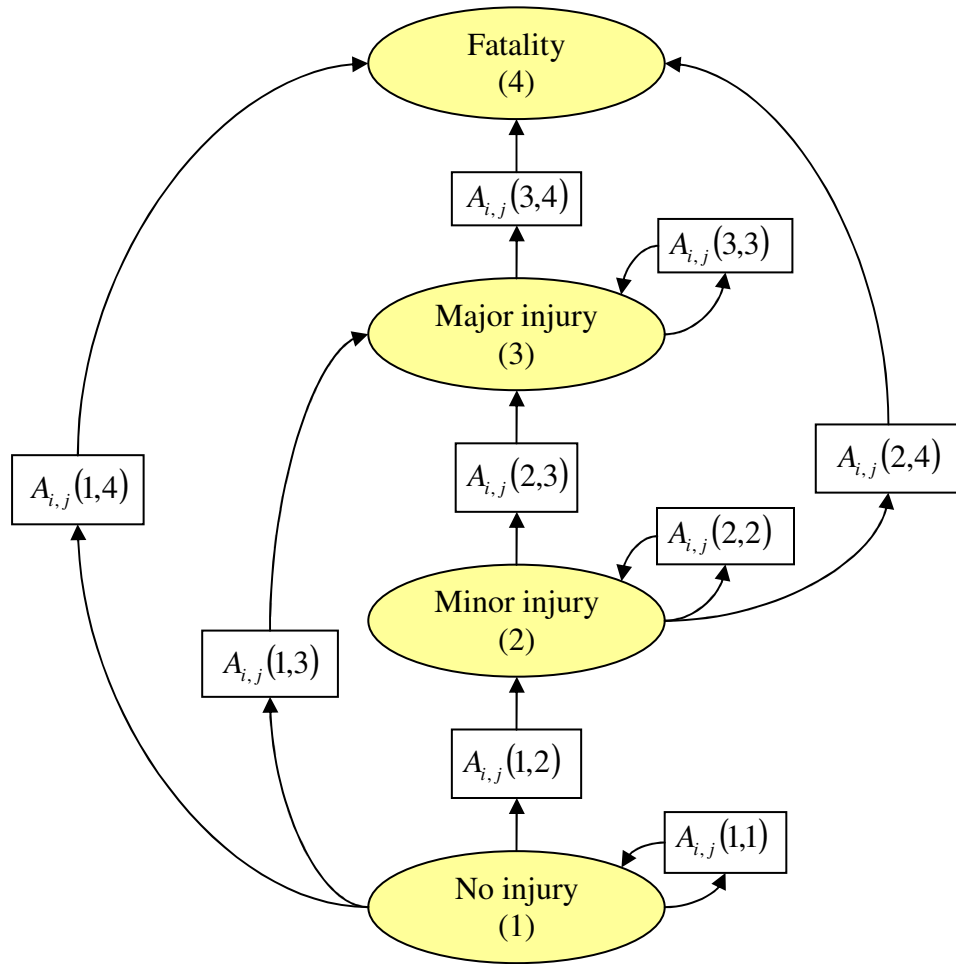 Fatality
(4)
A_{i,j}(3,4)
A_{i,j}(3,3)
Major injury
(3)
A_{i,j}(1,4)
A_{i,j}(2,3)
A_{i,j}(2,4)
A_{i,j}(2,2)
Minor injury
(2)
A_{i,j}(1,3)
A_{i,j}(1,2)
A_{i,j}(1,1)
No injury
(1)